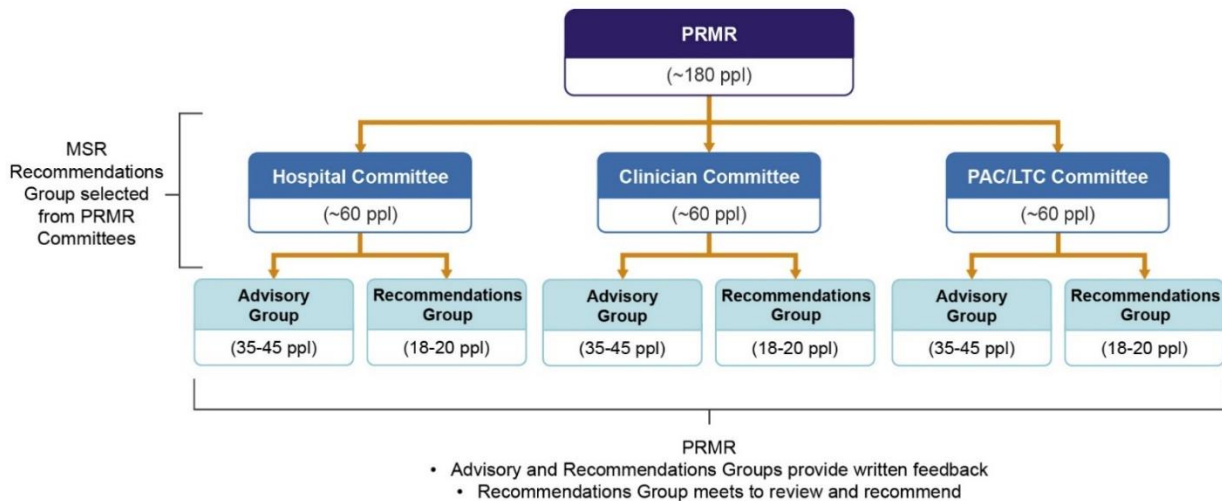 PRMR
(~180 ppl)
MSR
Recommendations
Group selected
from PRMR
Committees
Hospital Committee
(~60 ppl)
Clinician Committee
(~60 ppl)
PAC/LTC Committee
(~60 ppl)
Advisory
Group
(35-45 ppl)
Recommendations
Group
(18-20 ppl)
Advisory
Group
(35-45 ppl)
Recommendations
Group
(18-20 ppl)
Advisory
Group
(35-45 ppl)
Recommendations
Group
(18-20 ppl)
PRMR
• Advisory and Recommendations Groups provide written feedback
• Recommendations Group meets to review and recommend